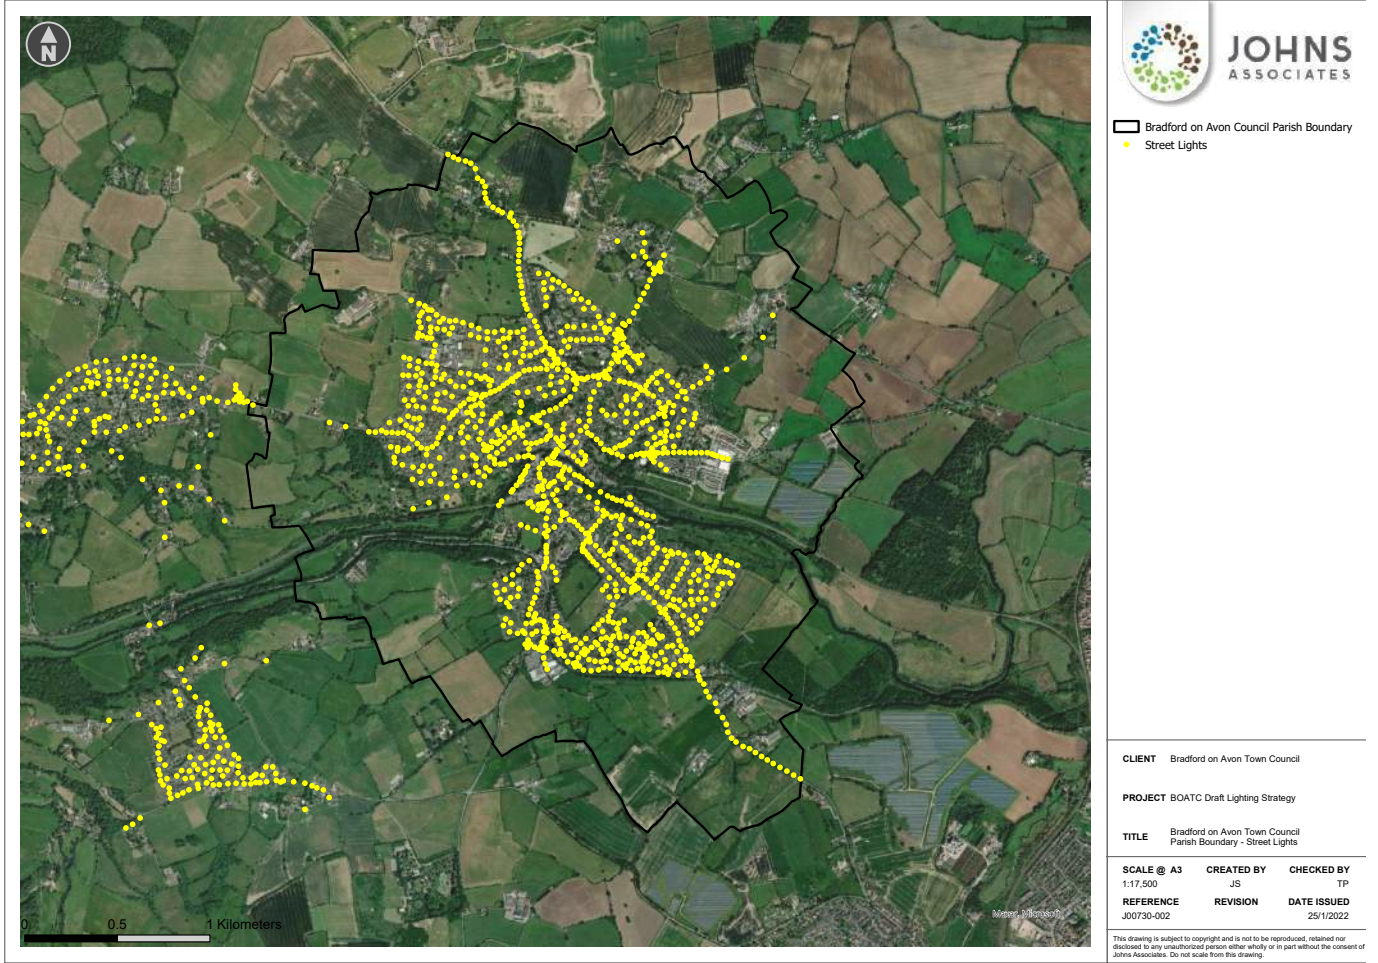 N
JOHNS
ASSOCIATES
Bradford on Avon Council Parish Boundary
Street Lights
CLIENT Bradford on Avon Town Council
PROJECT BOATC Draft Lighting Strategy
TITLE Bradford on Avon Town Council
Parish Boundary - Street Lights
SCALE @ A3 CREATED BY CHECKED BY
1:17,500 JS TP
REFERENCE REVISION DATE ISSUED
J00730-002 25/1/2022
This drawing is subject to copyright and is not to be reproduced, retained nor
disclosed to any unauthorized person either wholly or in part without the consent of
Johns Associates. Do not scale from this drawing.
0 0.5 1 Kilometers
Maxar, Microsoft